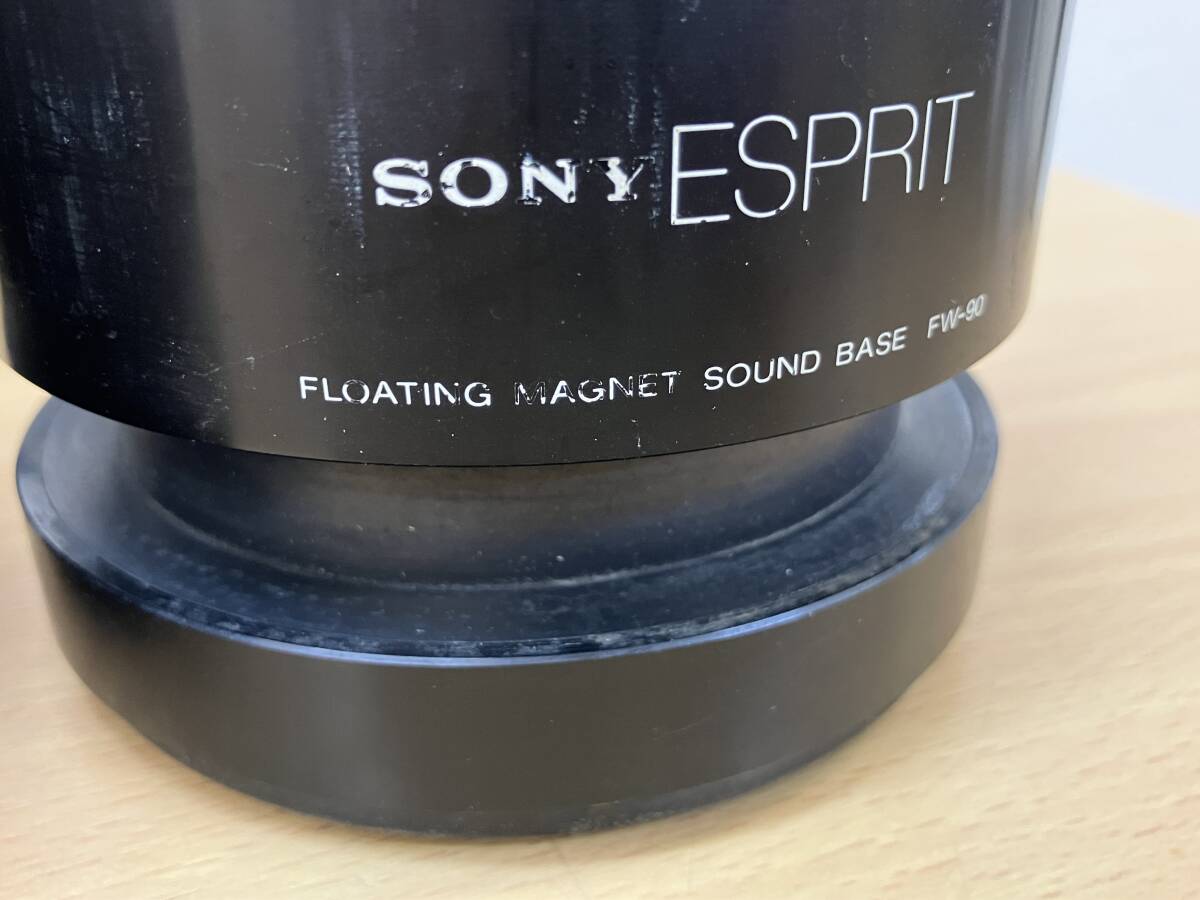 SONY ESPRIT
FLOATING MAGNET SOUND BASE FW-90